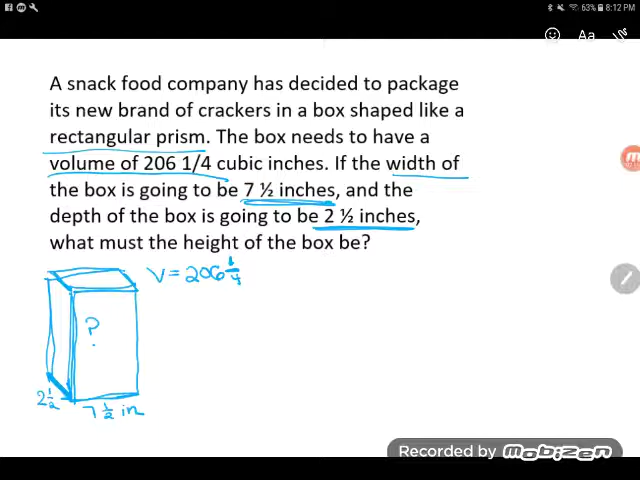 63% 8:12 PM
Aa
A snack food company has decided to package
its new brand of crackers in a box shaped like a
rectangular prism. The box needs to have a
volume of 206 1/4 cubic inches. If the width of
the box is going to be 7 ½ inches, and the
depth of the box is going to be 2 ½ inches,
what must the height of the box be?
V = 206 1/4
?
2 1/2
7 1/2 in
Recorded by mobizen